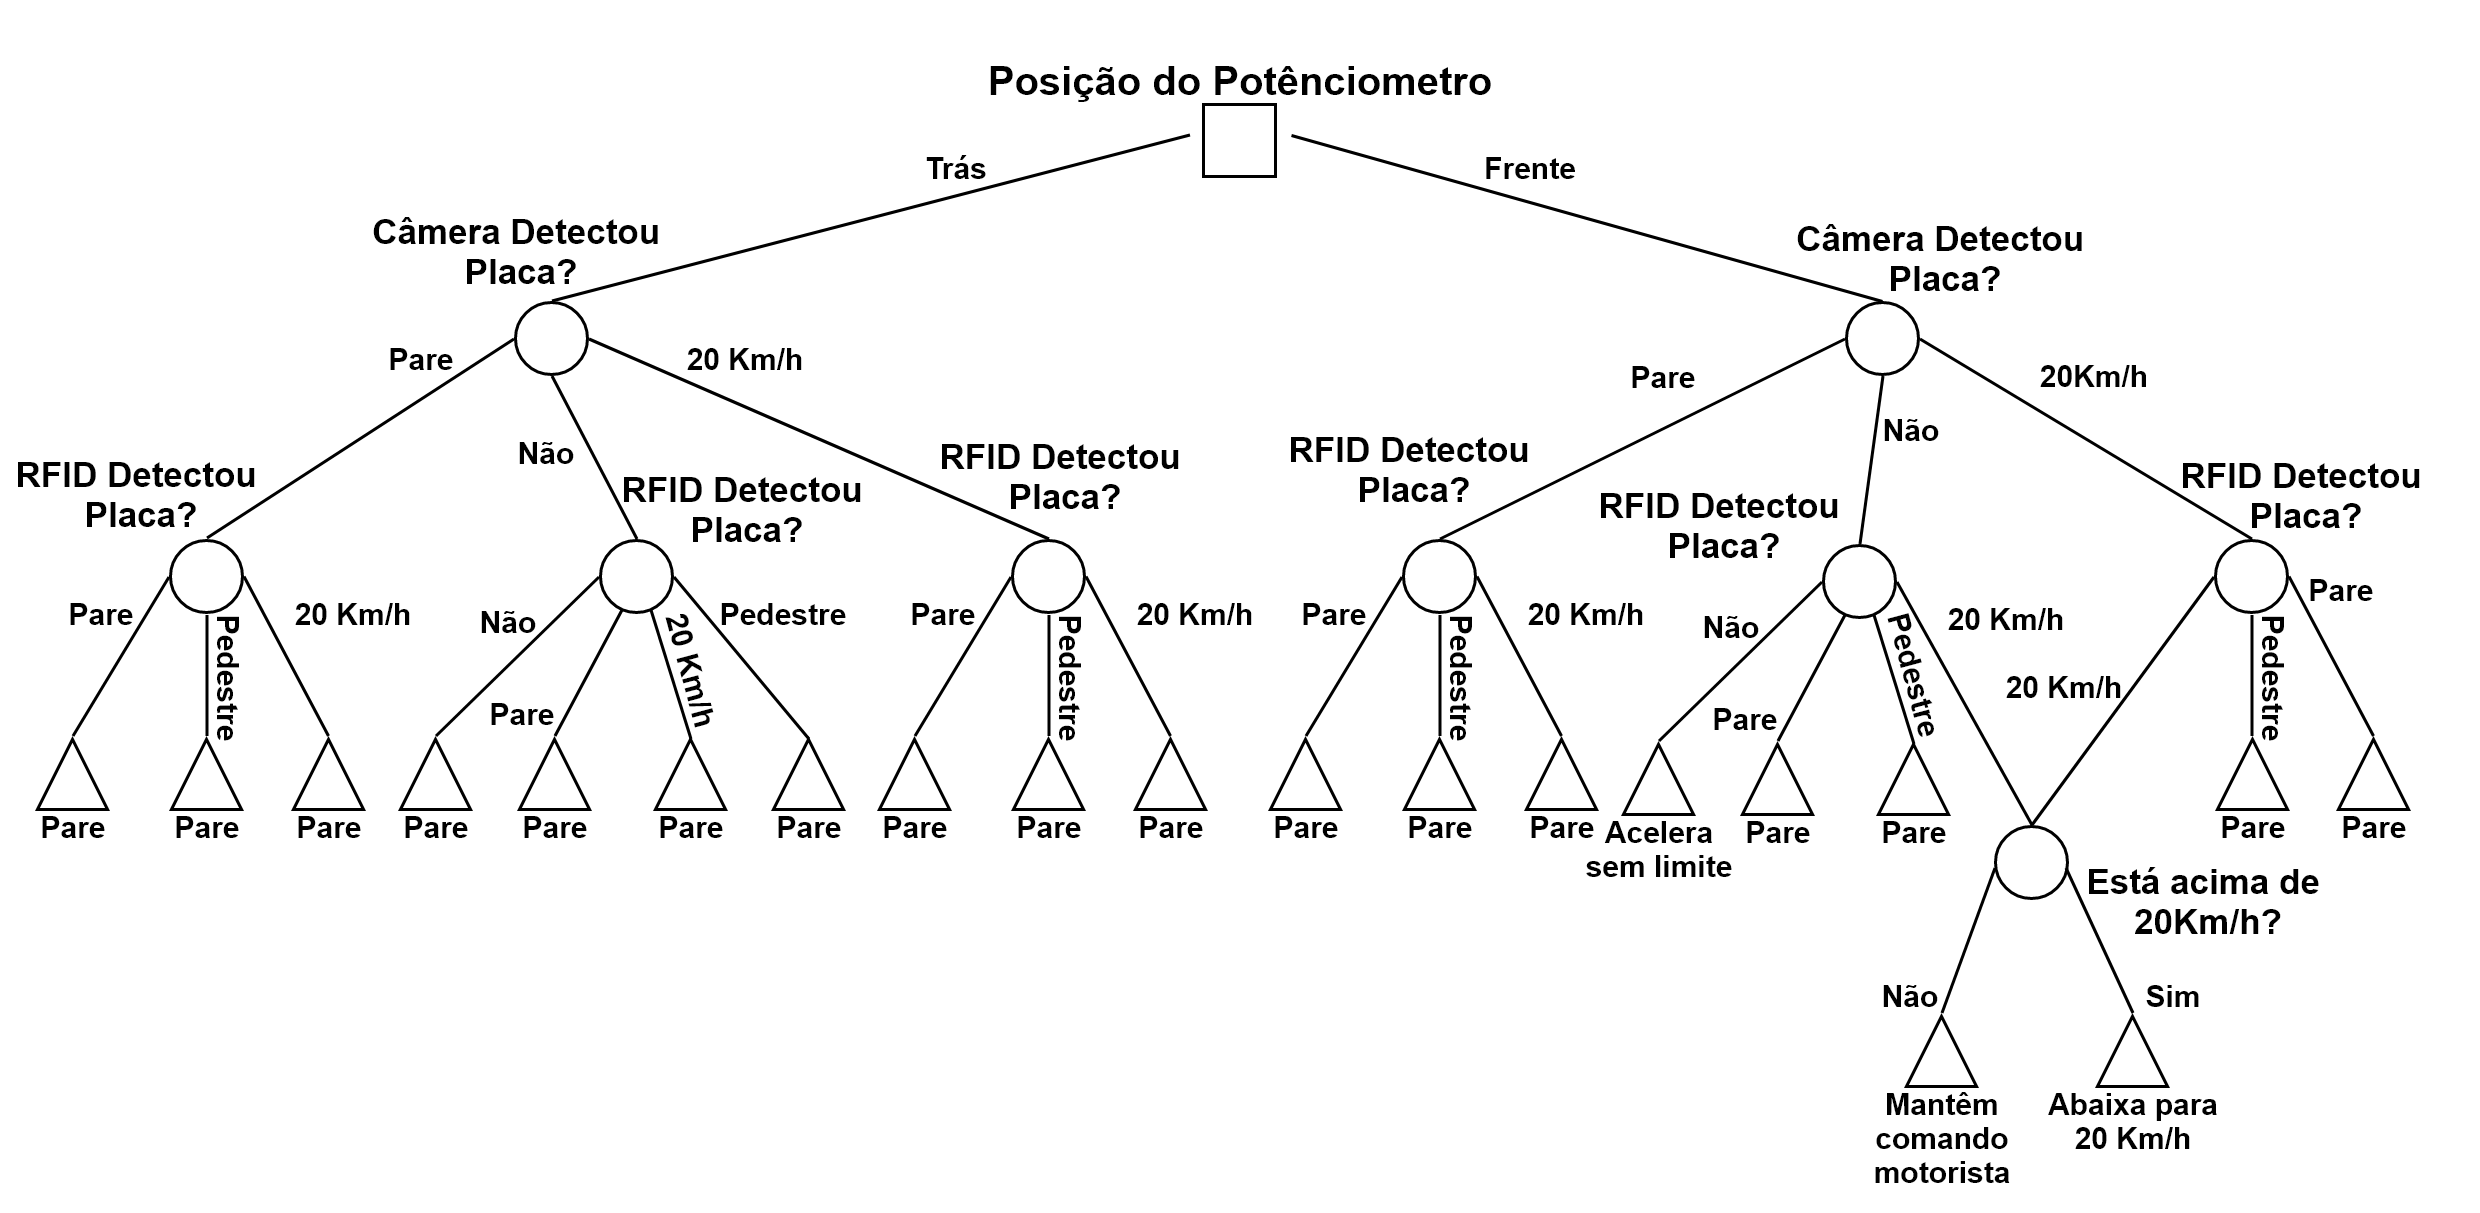 Posição do Potênciometro
Trás
Frente
Câmera Detectou
Placa?
Câmera Detectou
Placa?
Pare
20 Km/h
Pare
20Km/h
Não
Não
RFID Detectou
Placa?
RFID Detectou
Placa?
RFID Detectou
Placa?
RFID Detectou
Placa?
RFID Detectou
Placa?
RFID Detectou
Placa?
Pare
Pedestre
20 Km/h
Não
Pare
20 Km/h
Pedestre
Pare
Pedestre
20 Km/h
Pare
Pedestre
20 Km/h
Não
Pare
Pedestre
20 Km/h
20 Km/h
Pedestre
Pare
Pare
Pare
Pare
Pare
Pare
Pare
Pare
Pare
Pare
Pare
Pare
Pare
Pare
Acelera
sem limite
Pare
Pare
Pare
Pare
Está acima de
20Km/h?
Não
Sim
Mantêm
comando
motorista
Abaixa para
20 Km/h